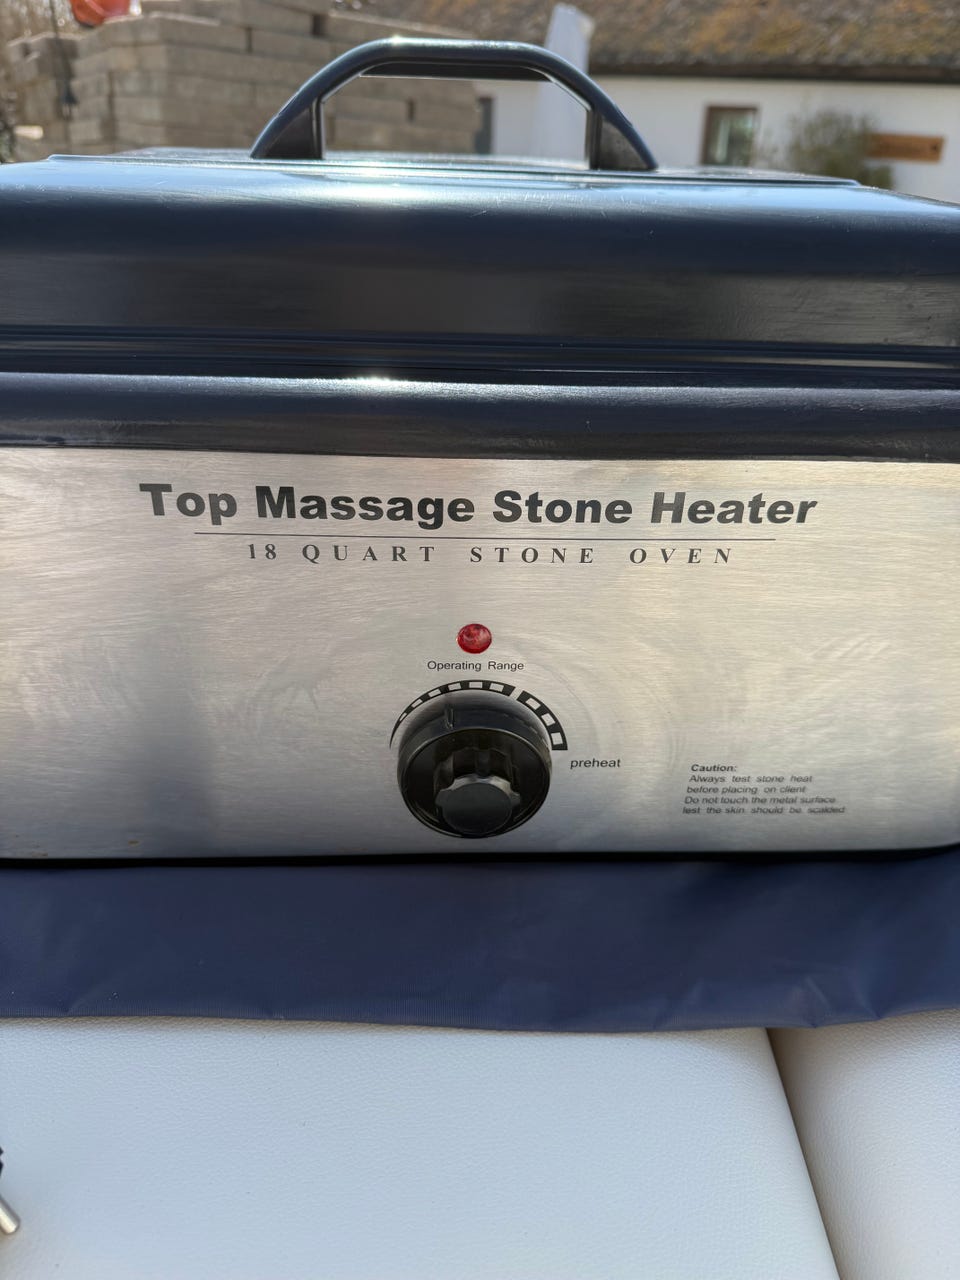 Top Massage Stone Heater
18 QUART STONE OVEN
Operating Range
preheat
Caution:
Always test stone heat
before placing on client
Do not touch the metal surface
lest the skin should be scalded